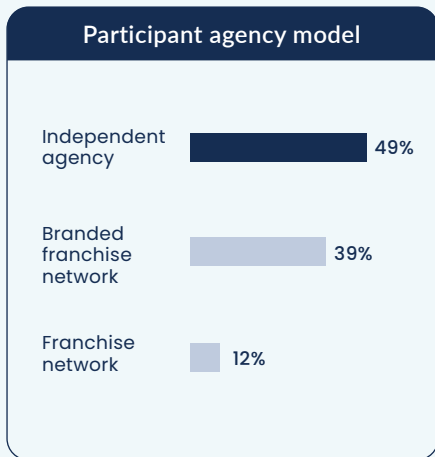 Participant agency model
Independent
agency
49%
Branded
franchise
network
39%
Franchise
network
12%